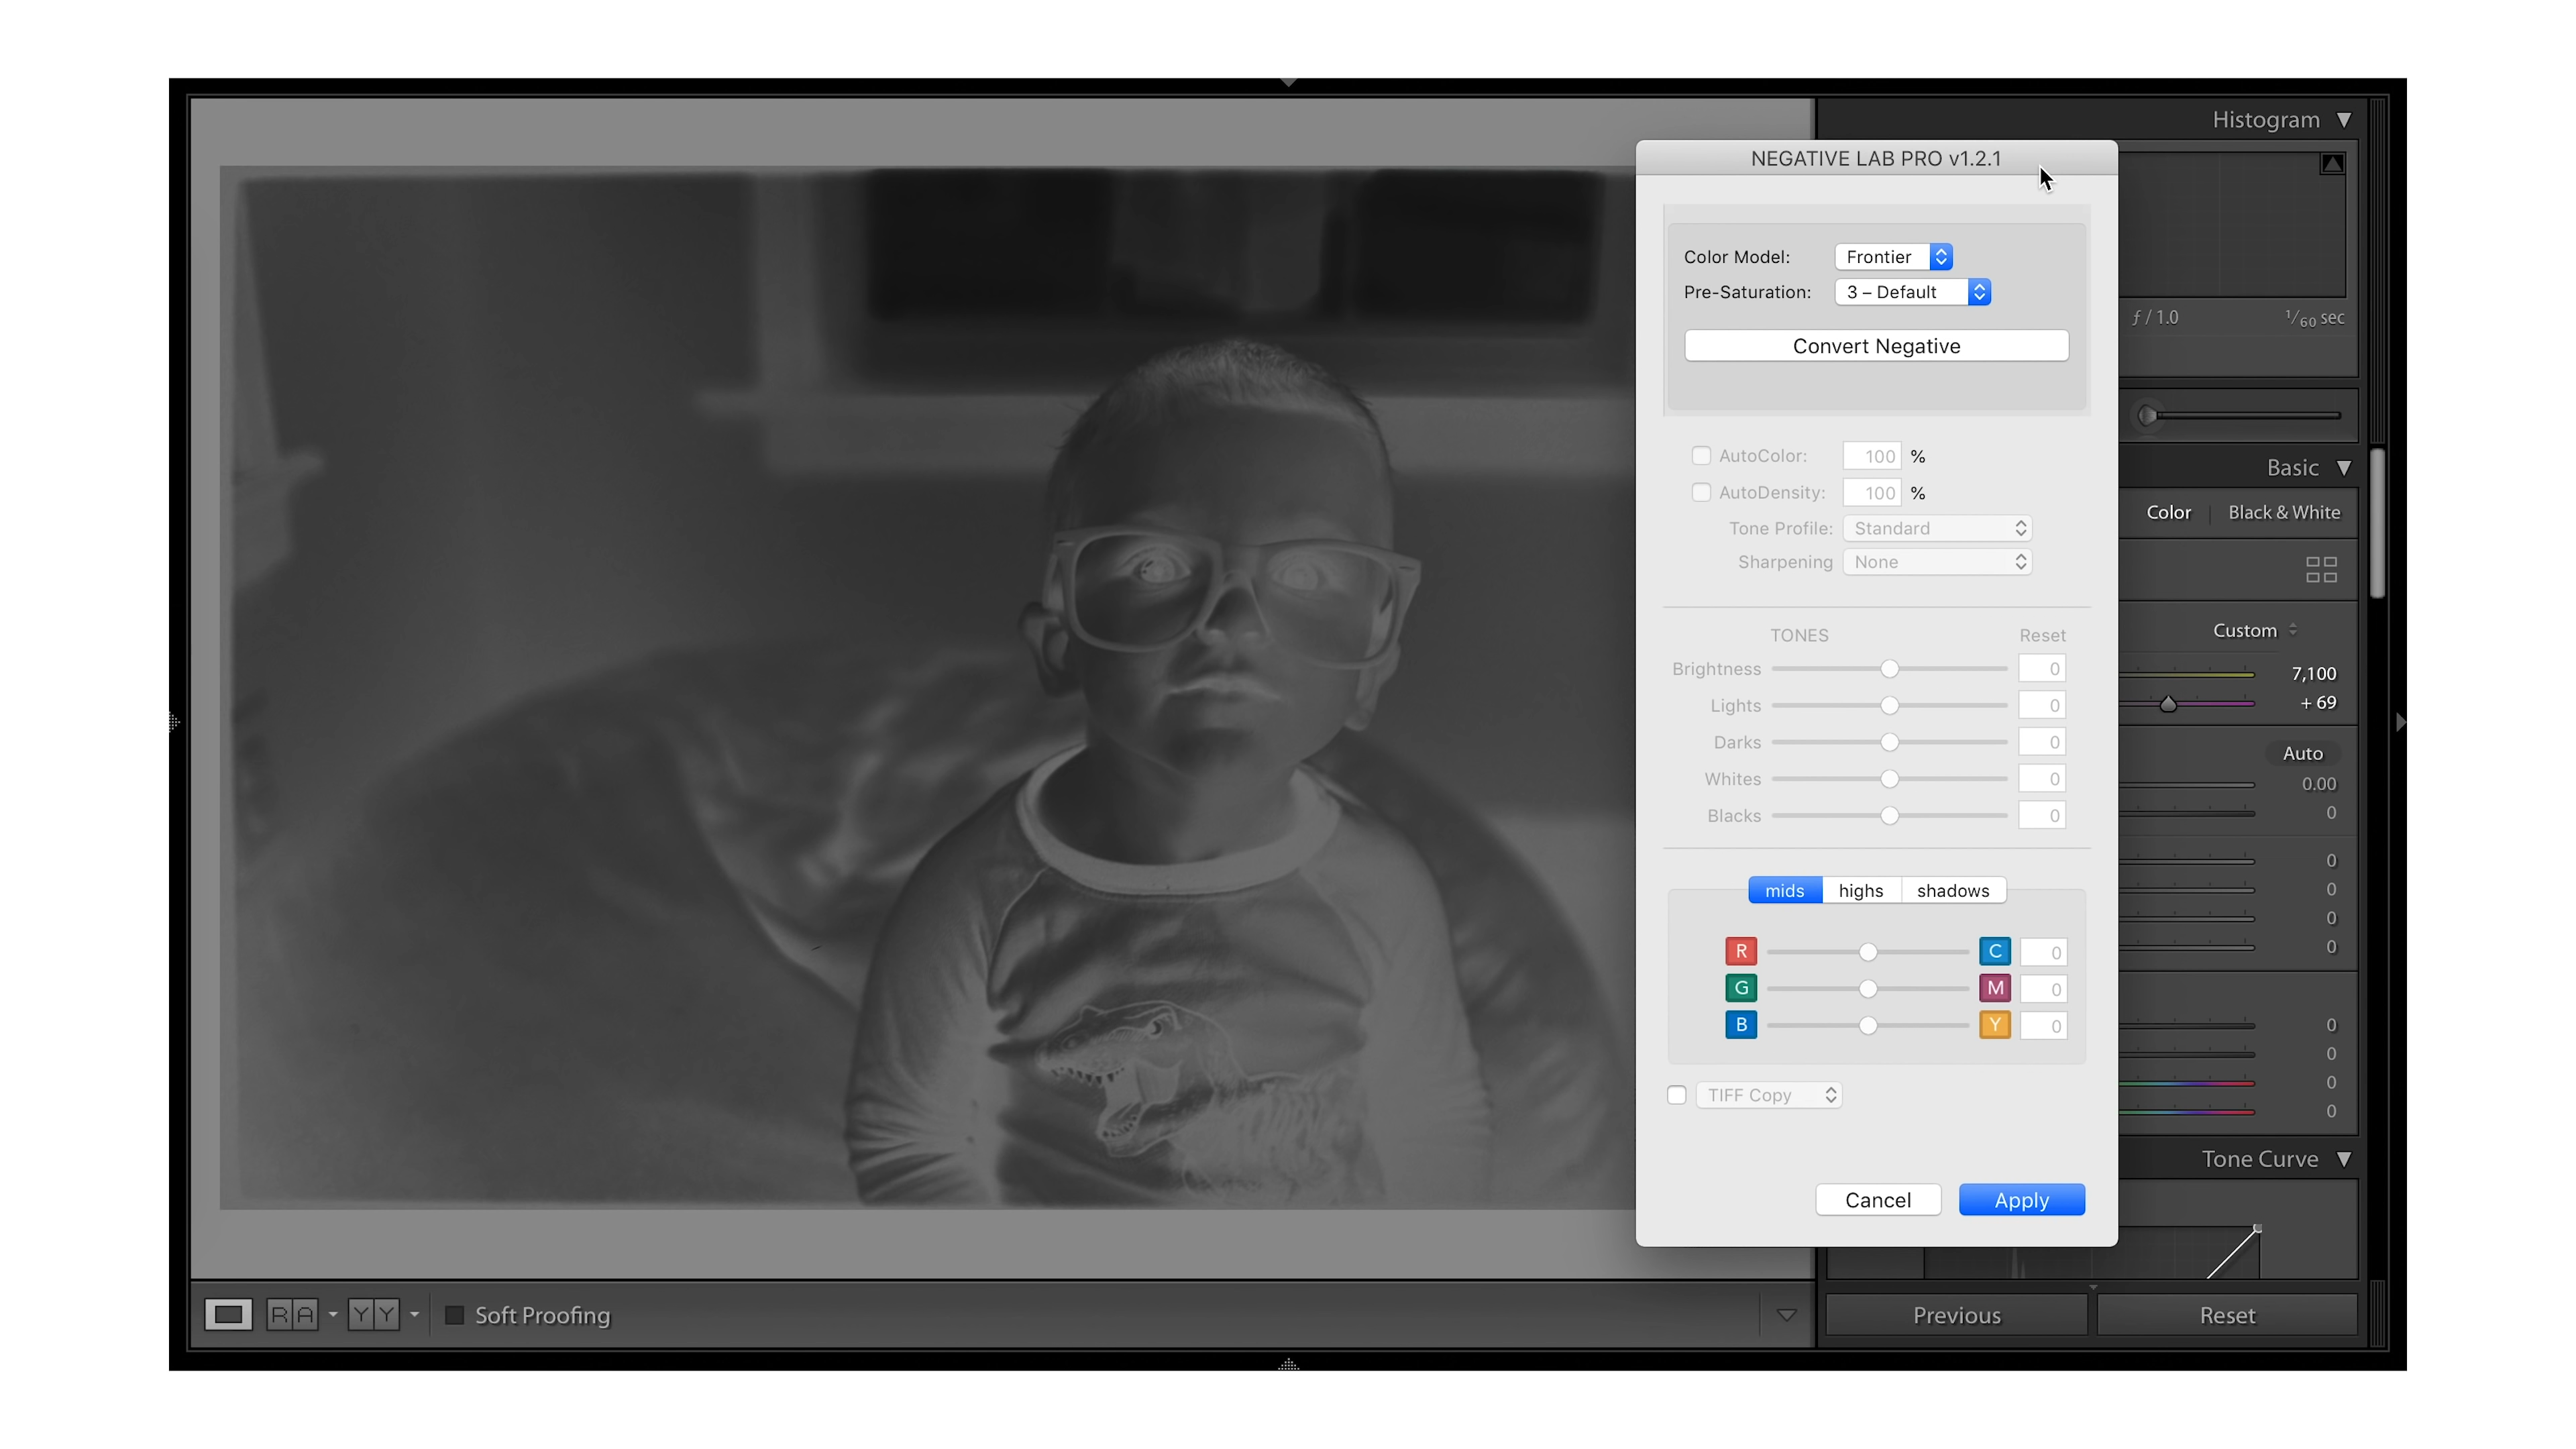 Histogram
NEGATIVE LAB PRO v1.2.1
Color Model: Frontier
Pre-Saturation: 3 – Default
ƒ / 1.0 1/60 sec
Convert Negative
AutoColor: 100 %
AutoDensity: 100 %
Tone Profile: Standard
Sharpening None
Basic
Color Black & White
Custom
7,100
+ 69
Auto
0.00
0
0
0
0
0
0
0
0
0
TONES Reset
Brightness 0
Lights 0
Darks 0
Whites 0
Blacks 0
mids highs shadows
R C 0
G M 0
B Y 0
TIFF Copy
Cancel Apply
Tone Curve
R A Y Y Soft Proofing
Previous Reset